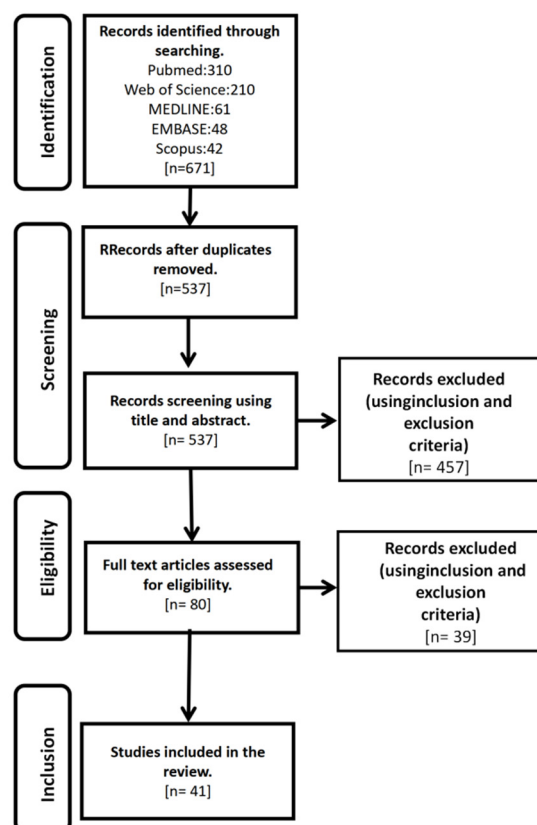 Identification
Records identified through
searching.
Pubmed:310
Web of Science:210
MEDLINE:61
EMBASE:48
Scopus:42
[n=671]
Screening
RRecords after duplicates
removed.
[n=537]
Records screening using
title and abstract.
[n= 537]
Records excluded
(usinginclusion and
exclusion
criteria)
[n= 457]
Eligibility
Full text articles assessed
for eligibility.
[n= 80]
Records excluded
(usinginclusion and
exclusion
criteria)
[n= 39]
Inclusion
Studies included in the
review.
[n= 41]